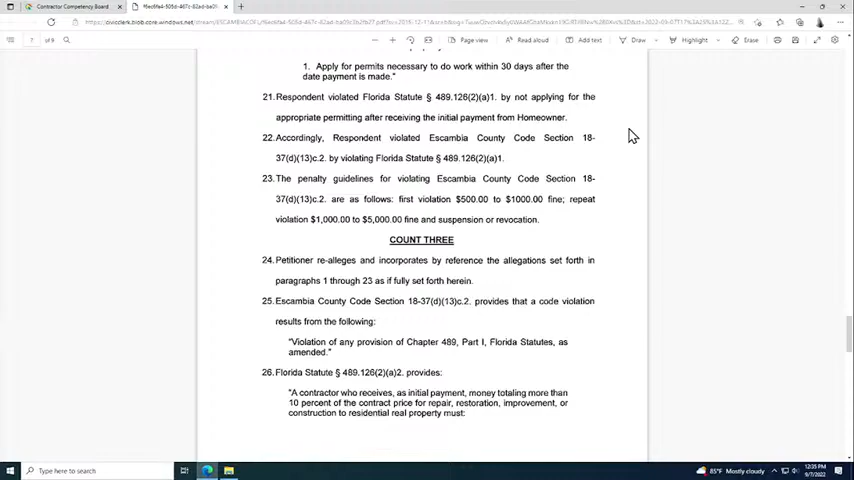 Contractor Competency Board
of 9
Page view
Read aloud
Add text
Draw
Highlight
Erase
1. Apply for permits necessary to do work within 30 days after the
date payment is made."
21. Respondent violated Florida Statute § 489.126(2)(a)1. by not applying for the
appropriate permitting after receiving the initial payment from Homeowner.
22. Accordingly, Respondent violated Escambia County Code Section 18-
37(d)(13)c.2. by violating Florida Statute § 489.126(2)(a)1.
23. The penalty guidelines for violating Escambia County Code Section 18-
37(d)(13)c.2. are as follows: first violation $500.00 to $1000.00 fine; repeat
violation $1,000.00 to $5,000.00 fine and suspension or revocation.
COUNT THREE
24. Petitioner re-alleges and incorporates by reference the allegations set forth in
paragraphs 1 through 23 as if fully set forth herein.
25. Escambia County Code Section 18-37(d)(13)c.2. provides that a code violation
results from the following:
"Violation of any provision of Chapter 489, Part I, Florida Statutes, as
amended."
26. Florida Statute § 489.126(2)(a)2. provides:
"A contractor who receives, as initial payment, money totaling more than
10 percent of the contract price for repair, restoration, improvement, or
construction to residential real property must:
Type here to search
85°F Mostly cloudy
12:35 PM
9/7/2022